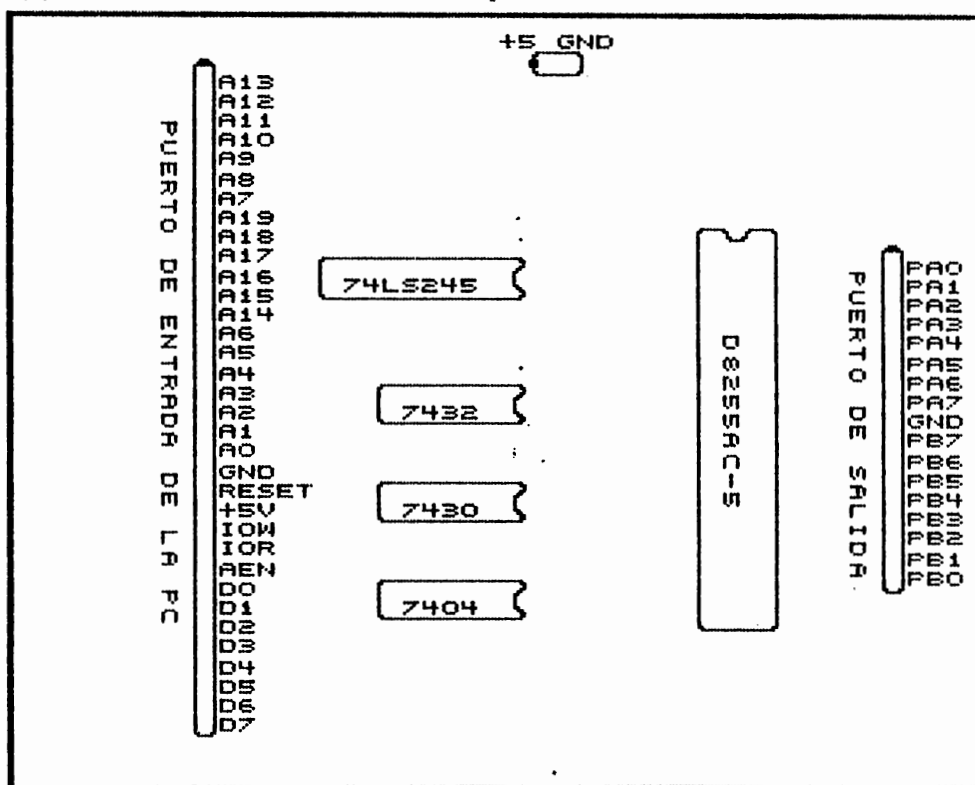 +5 GND
PUERTO DE ENTRADA DE LA PC
A13
A12
A11
A10
A9
A8
A7
A19
A18
A17
A16
A15
A14
A6
A5
A4
A3
A2
A1
A0
GND
RESET
+5V
IOW
IOR
AEN
D0
D1
D2
D3
D4
D5
D6
D7
74LS245
7432
7430
7404
D8255AC-5
PUERTO DE SALIDA
PA0
PA1
PA2
PA3
PA4
PA5
PA6
PA7
GND
PB7
PB6
PB5
PB4
PB3
PB2
PB1
PB0